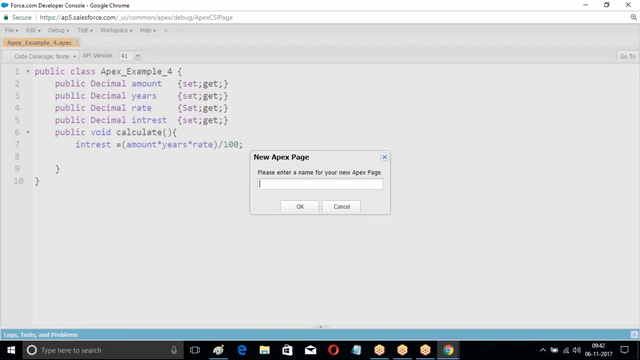 Force.com Developer Console - Google Chrome
Secure https://ap5.salesforce.com/_ui/common/apex/debug/ApexCSIPage
File Edit Debug Test Workspace Help < >
Apex_Example_4.apxc
Code Coverage: None API Version: 41 Go To
1 public class Apex_Example_4 {
2 public Decimal amount {set;get;}
3 public Decimal years {set;get;}
4 public Decimal rate {Set;get;}
5 public Decimal intrest {set;get;}
6 public void calculate(){
7 intrest =(amount*years*rate)/100;
8
9 }
10 }
New Apex Page
Please enter a name for your new Apex Page
OK Cancel
Logs, Tests, and Problems
Type here to search
09:42
06-11-2017